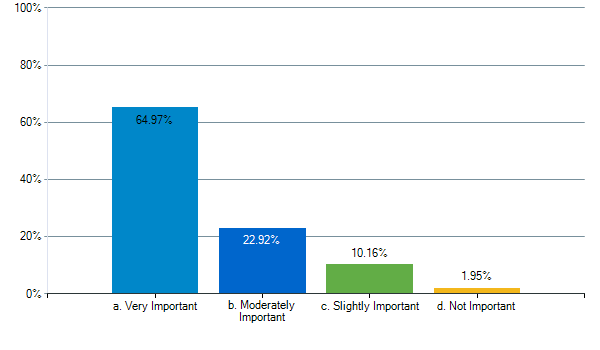 100%
80%
60%
40%
20%
0%
64.97%
22.92%
10.16%
1.95%
a. Very Important
b. Moderately
Important
c. Slightly Important
d. Not Important